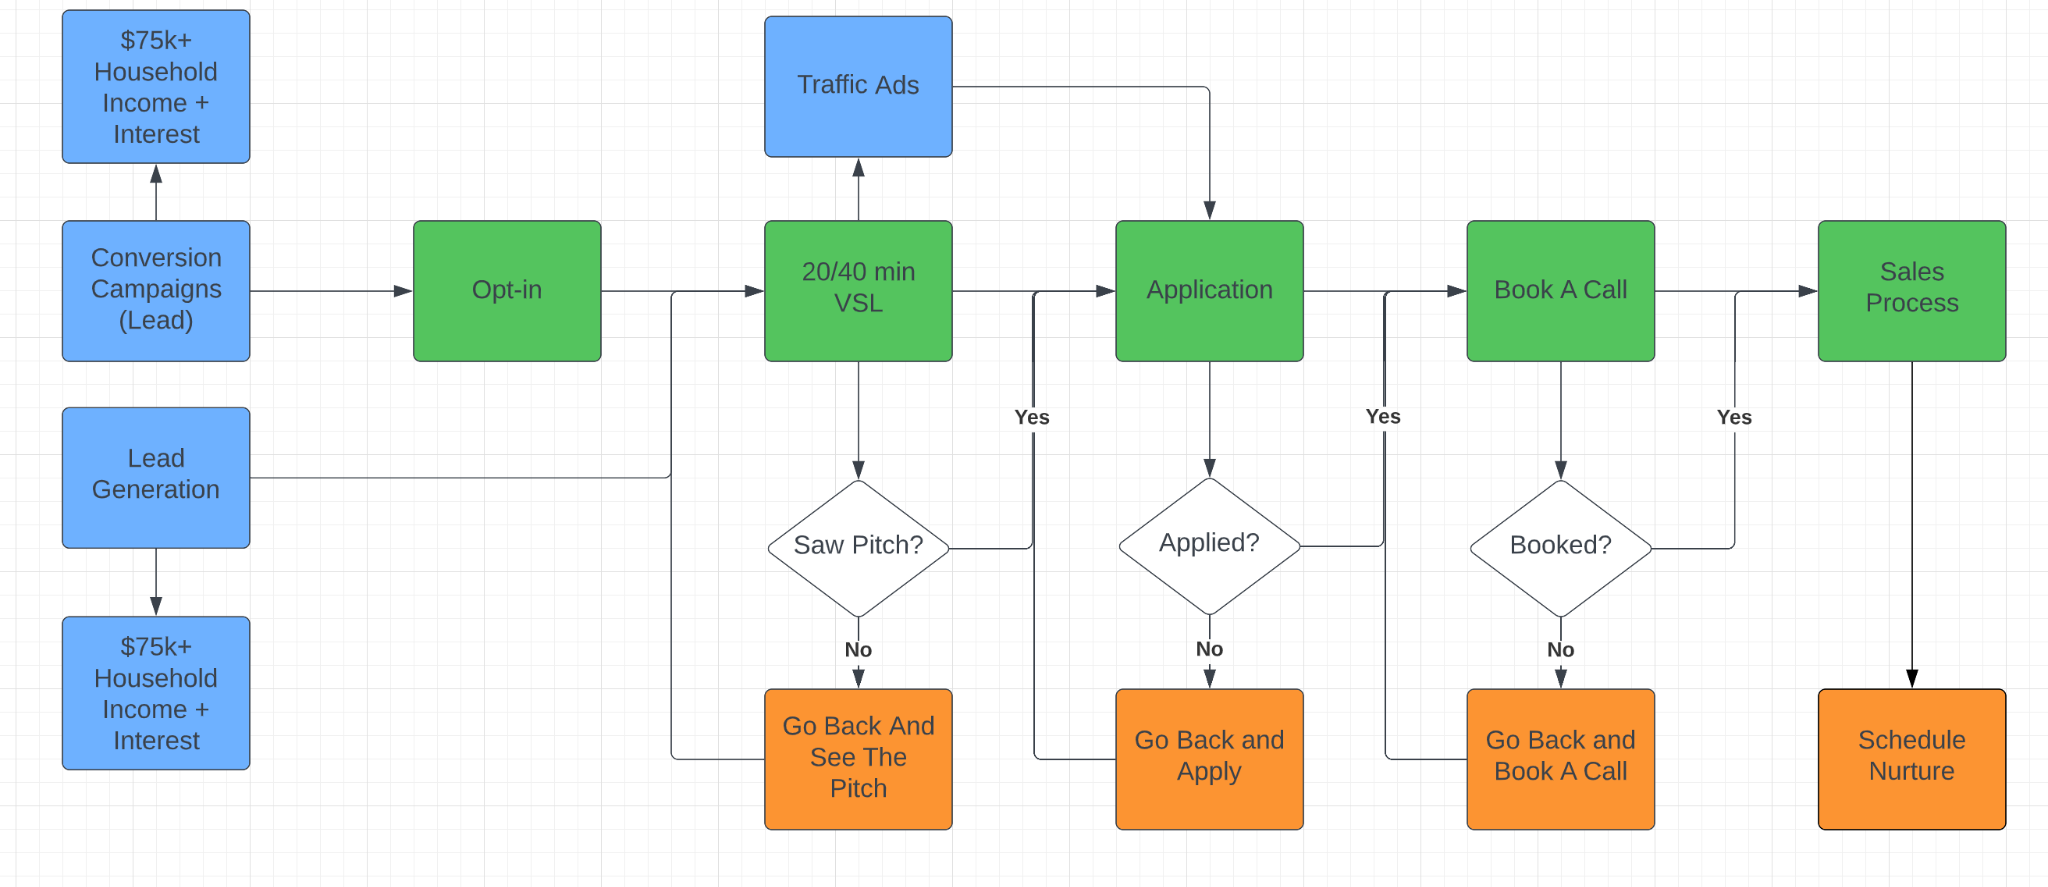 $75k+
Household
Income +
Interest
Traffic Ads
Conversion
Campaigns
(Lead)
Opt-in
20/40 min
VSL
Application
Book A Call
Sales
Process
Lead
Generation
Yes
Yes
Yes
Saw Pitch?
Applied?
Booked?
No
No
No
$75k+
Household
Income +
Interest
Go Back And
See The
Pitch
Go Back and
Apply
Go Back and
Book A Call
Schedule
Nurture